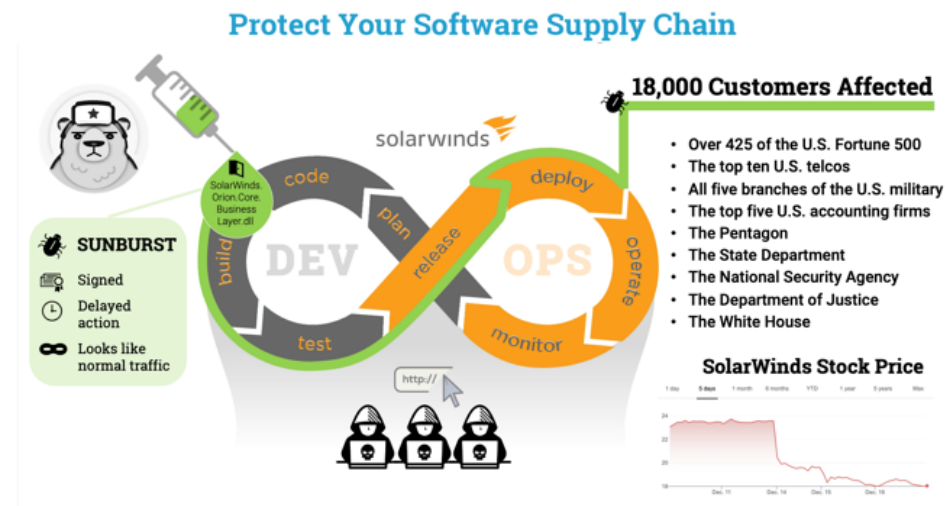 Protect Your Software Supply Chain
18,000 Customers Affected
solarwinds
• Over 425 of the U.S. Fortune 500
• The top ten U.S. telcos
• All five branches of the U.S. military
• The top five U.S. accounting firms
• The Pentagon
• The State Department
• The National Security Agency
• The Department of Justice
• The White House
SolarWinds.
Orion.Core.
Business
Layer.dll
SUNBURST
Signed
Delayed
action
Looks like
normal traffic
DEV
OPS
code
plan
build
test
release
deploy
operate
monitor
http://
SolarWinds Stock Price
1 day 5 days 1 month 6 months YTD 1 year 5 years Max
24
22
20
18
Dec. 11 Dec. 14 Dec. 15 Dec. 16